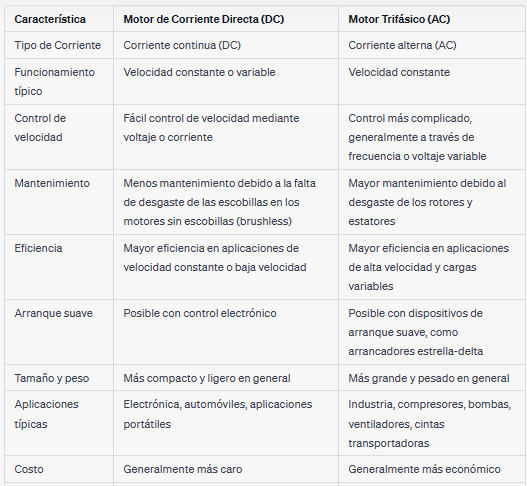 Característica Motor de Corriente Directa (DC) Motor Trifásico (AC)
Tipo de Corriente Corriente continua (DC) Corriente alterna (AC)
Funcionamiento típico Velocidad constante o variable Velocidad constante
Control de velocidad Fácil control de velocidad mediante voltaje o corriente Control más complicado, generalmente a través de frecuencia o voltaje variable
Mantenimiento Menos mantenimiento debido a la falta de desgaste de las escobillas en los motores sin escobillas (brushless) Mayor mantenimiento debido al desgaste de los rotores y estatores
Eficiencia Mayor eficiencia en aplicaciones de velocidad constante o baja velocidad Mayor eficiencia en aplicaciones de alta velocidad y cargas variables
Arranque suave Posible con control electrónico Posible con dispositivos de arranque suave, como arrancadores estrella-delta
Tamaño y peso Más compacto y ligero en general Más grande y pesado en general
Aplicaciones típicas Electrónica, automóviles, aplicaciones portátiles Industria, compresores, bombas, ventiladores, cintas transportadoras
Costo Generalmente más caro Generalmente más económico